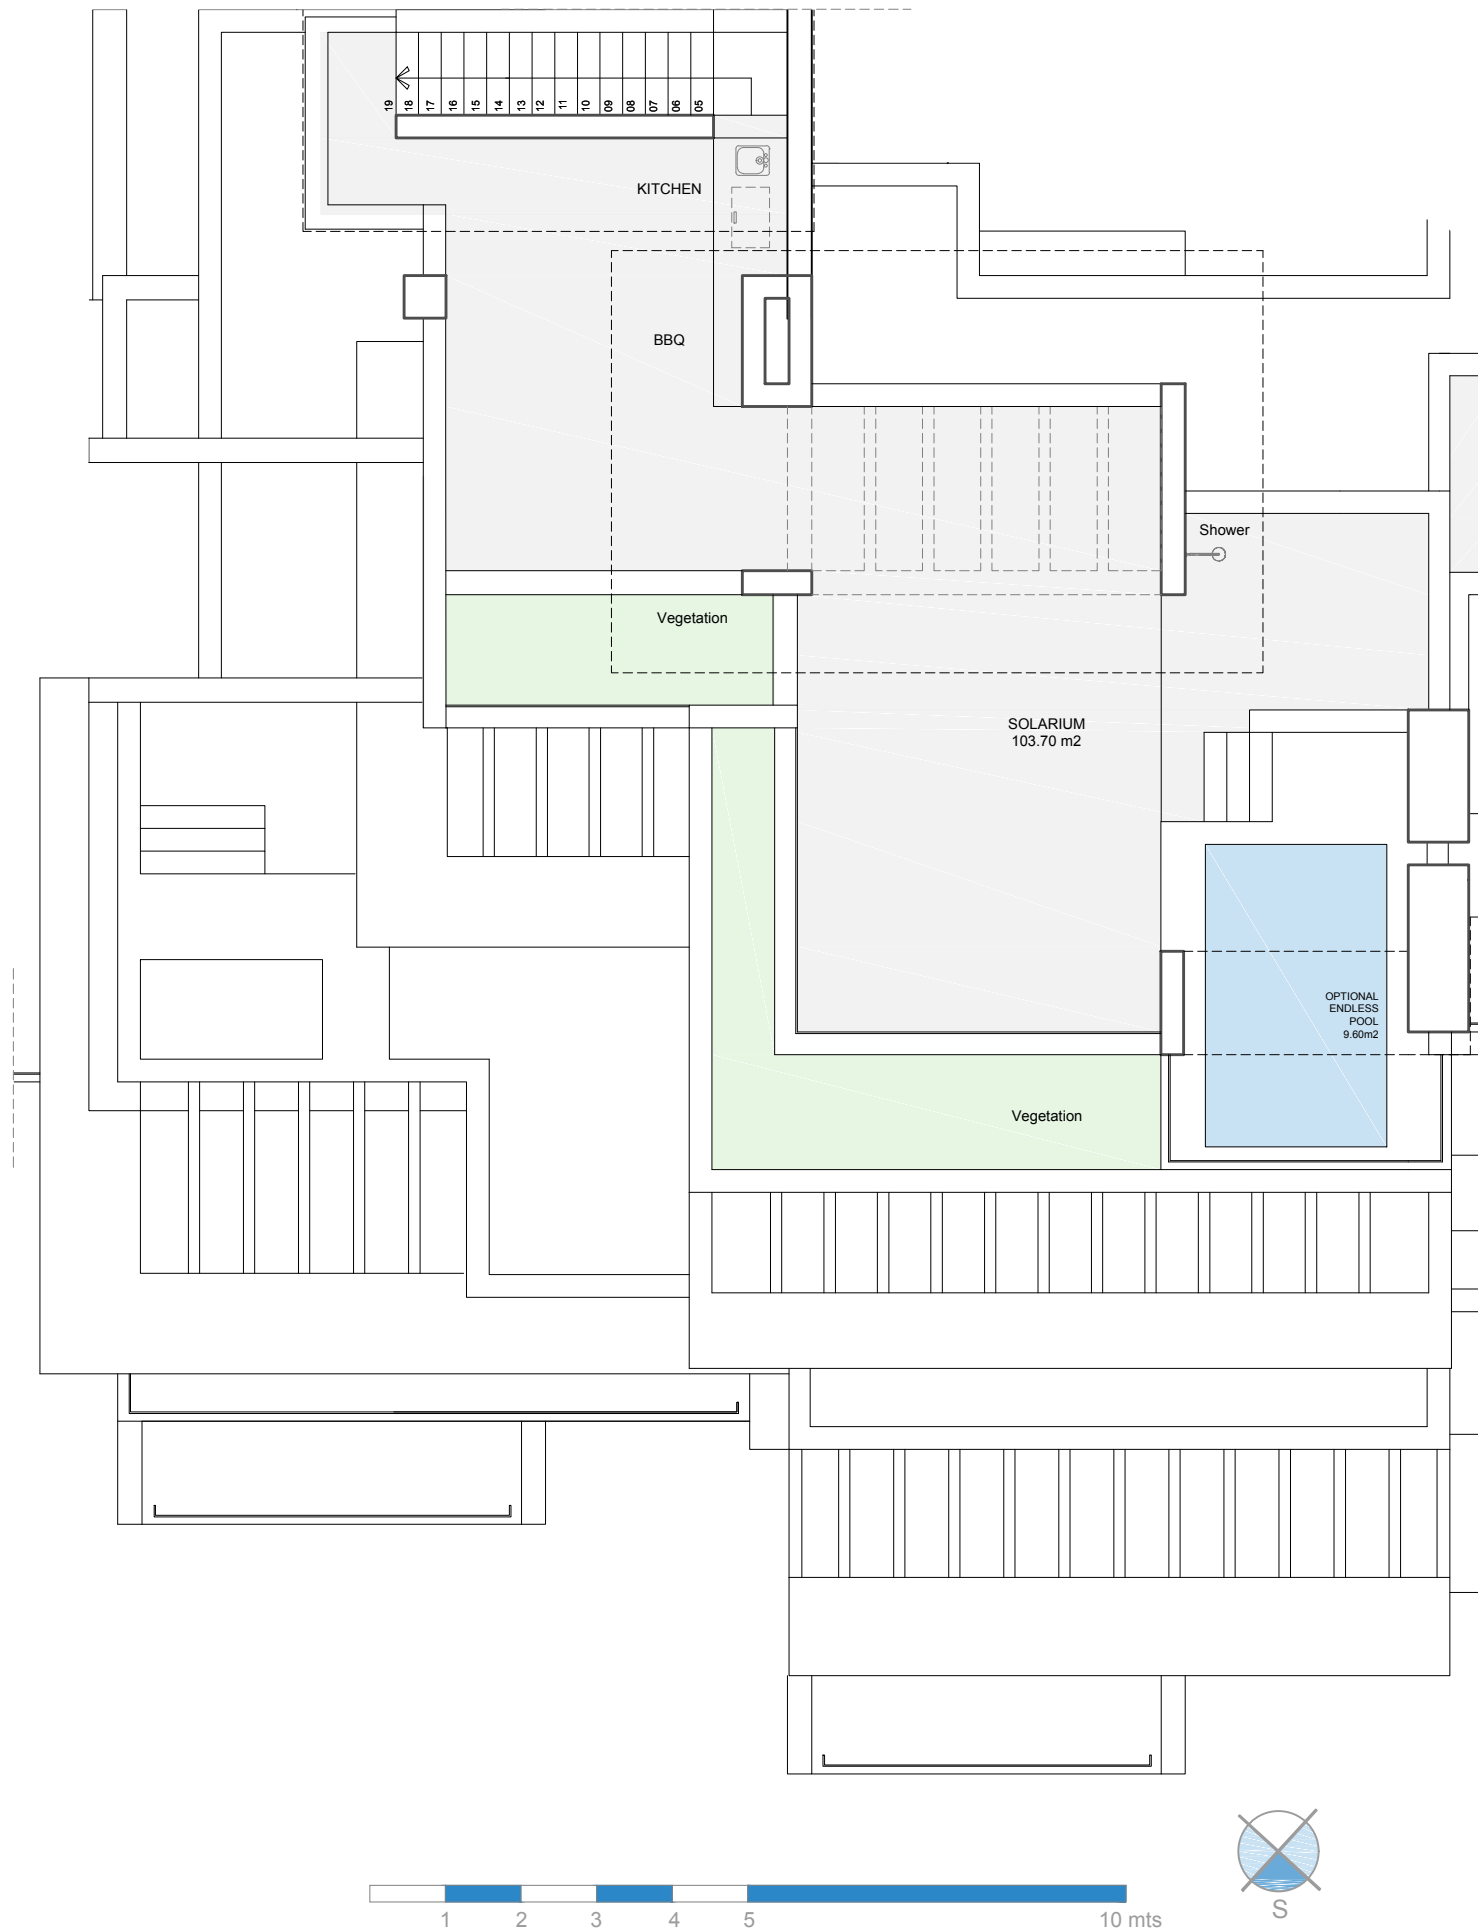 19
18
17
16
15
14
13
12
11
10
09
08
07
06
05
KITCHEN
BBQ
Shower
Vegetation
SOLARIUM
103.70 m2
OPTIONAL
ENDLESS
POOL
9.60m2
Vegetation
S
1 2 3 4 5 10 mts